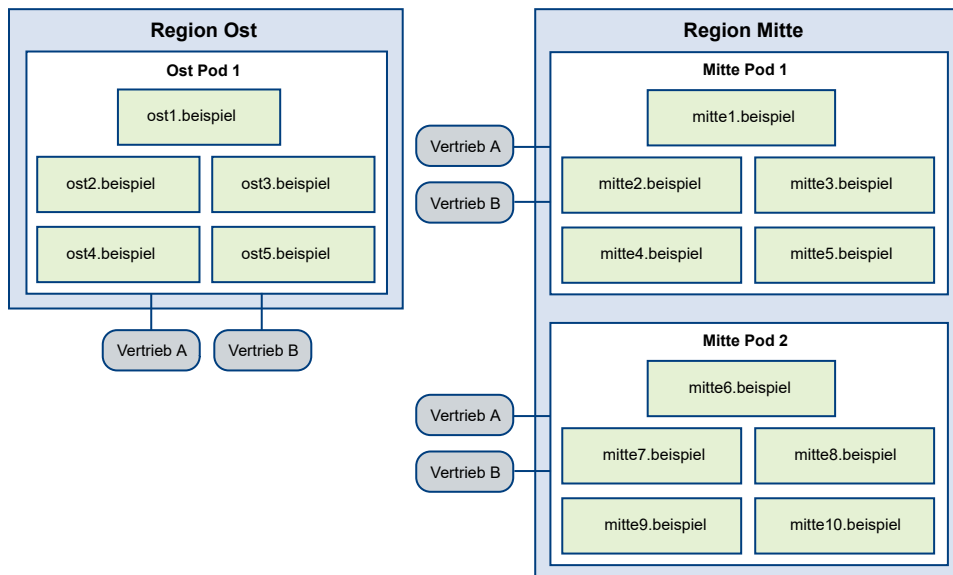 Region Ost
Ost Pod 1
ost1.beispiel
ost2.beispiel
ost3.beispiel
ost4.beispiel
ost5.beispiel
Vertrieb A
Vertrieb B
Region Mitte
Mitte Pod 1
mitte1.beispiel
mitte2.beispiel
mitte3.beispiel
mitte4.beispiel
mitte5.beispiel
Vertrieb A
Vertrieb B
Mitte Pod 2
mitte6.beispiel
mitte7.beispiel
mitte8.beispiel
mitte9.beispiel
mitte10.beispiel
Vertrieb A
Vertrieb B